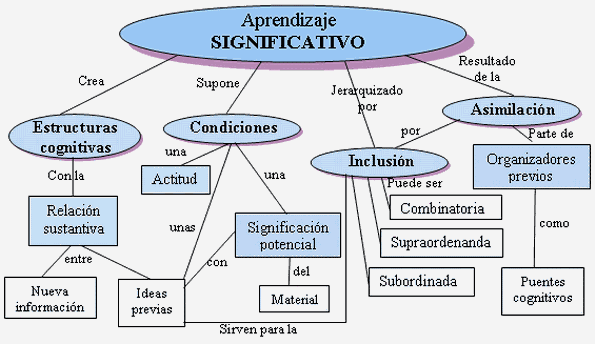 Aprendizaje
SIGNIFICATIVO
Crea
Supone
Jerarquizado
por
Resultado
de la
Estructuras
cognitivas
Condiciones
Asimilación
por
Inclusión
Parte de
Con la
una
Actitud
una
Puede ser
Organizadores
previos
Relación
sustantiva
unas
Significación
potencial
Combinatoria
como
Supraordenanda
entre
con
del
Subordinada
Nueva
información
Ideas
previas
Material
Puentes
cognitivos
Sirven para la